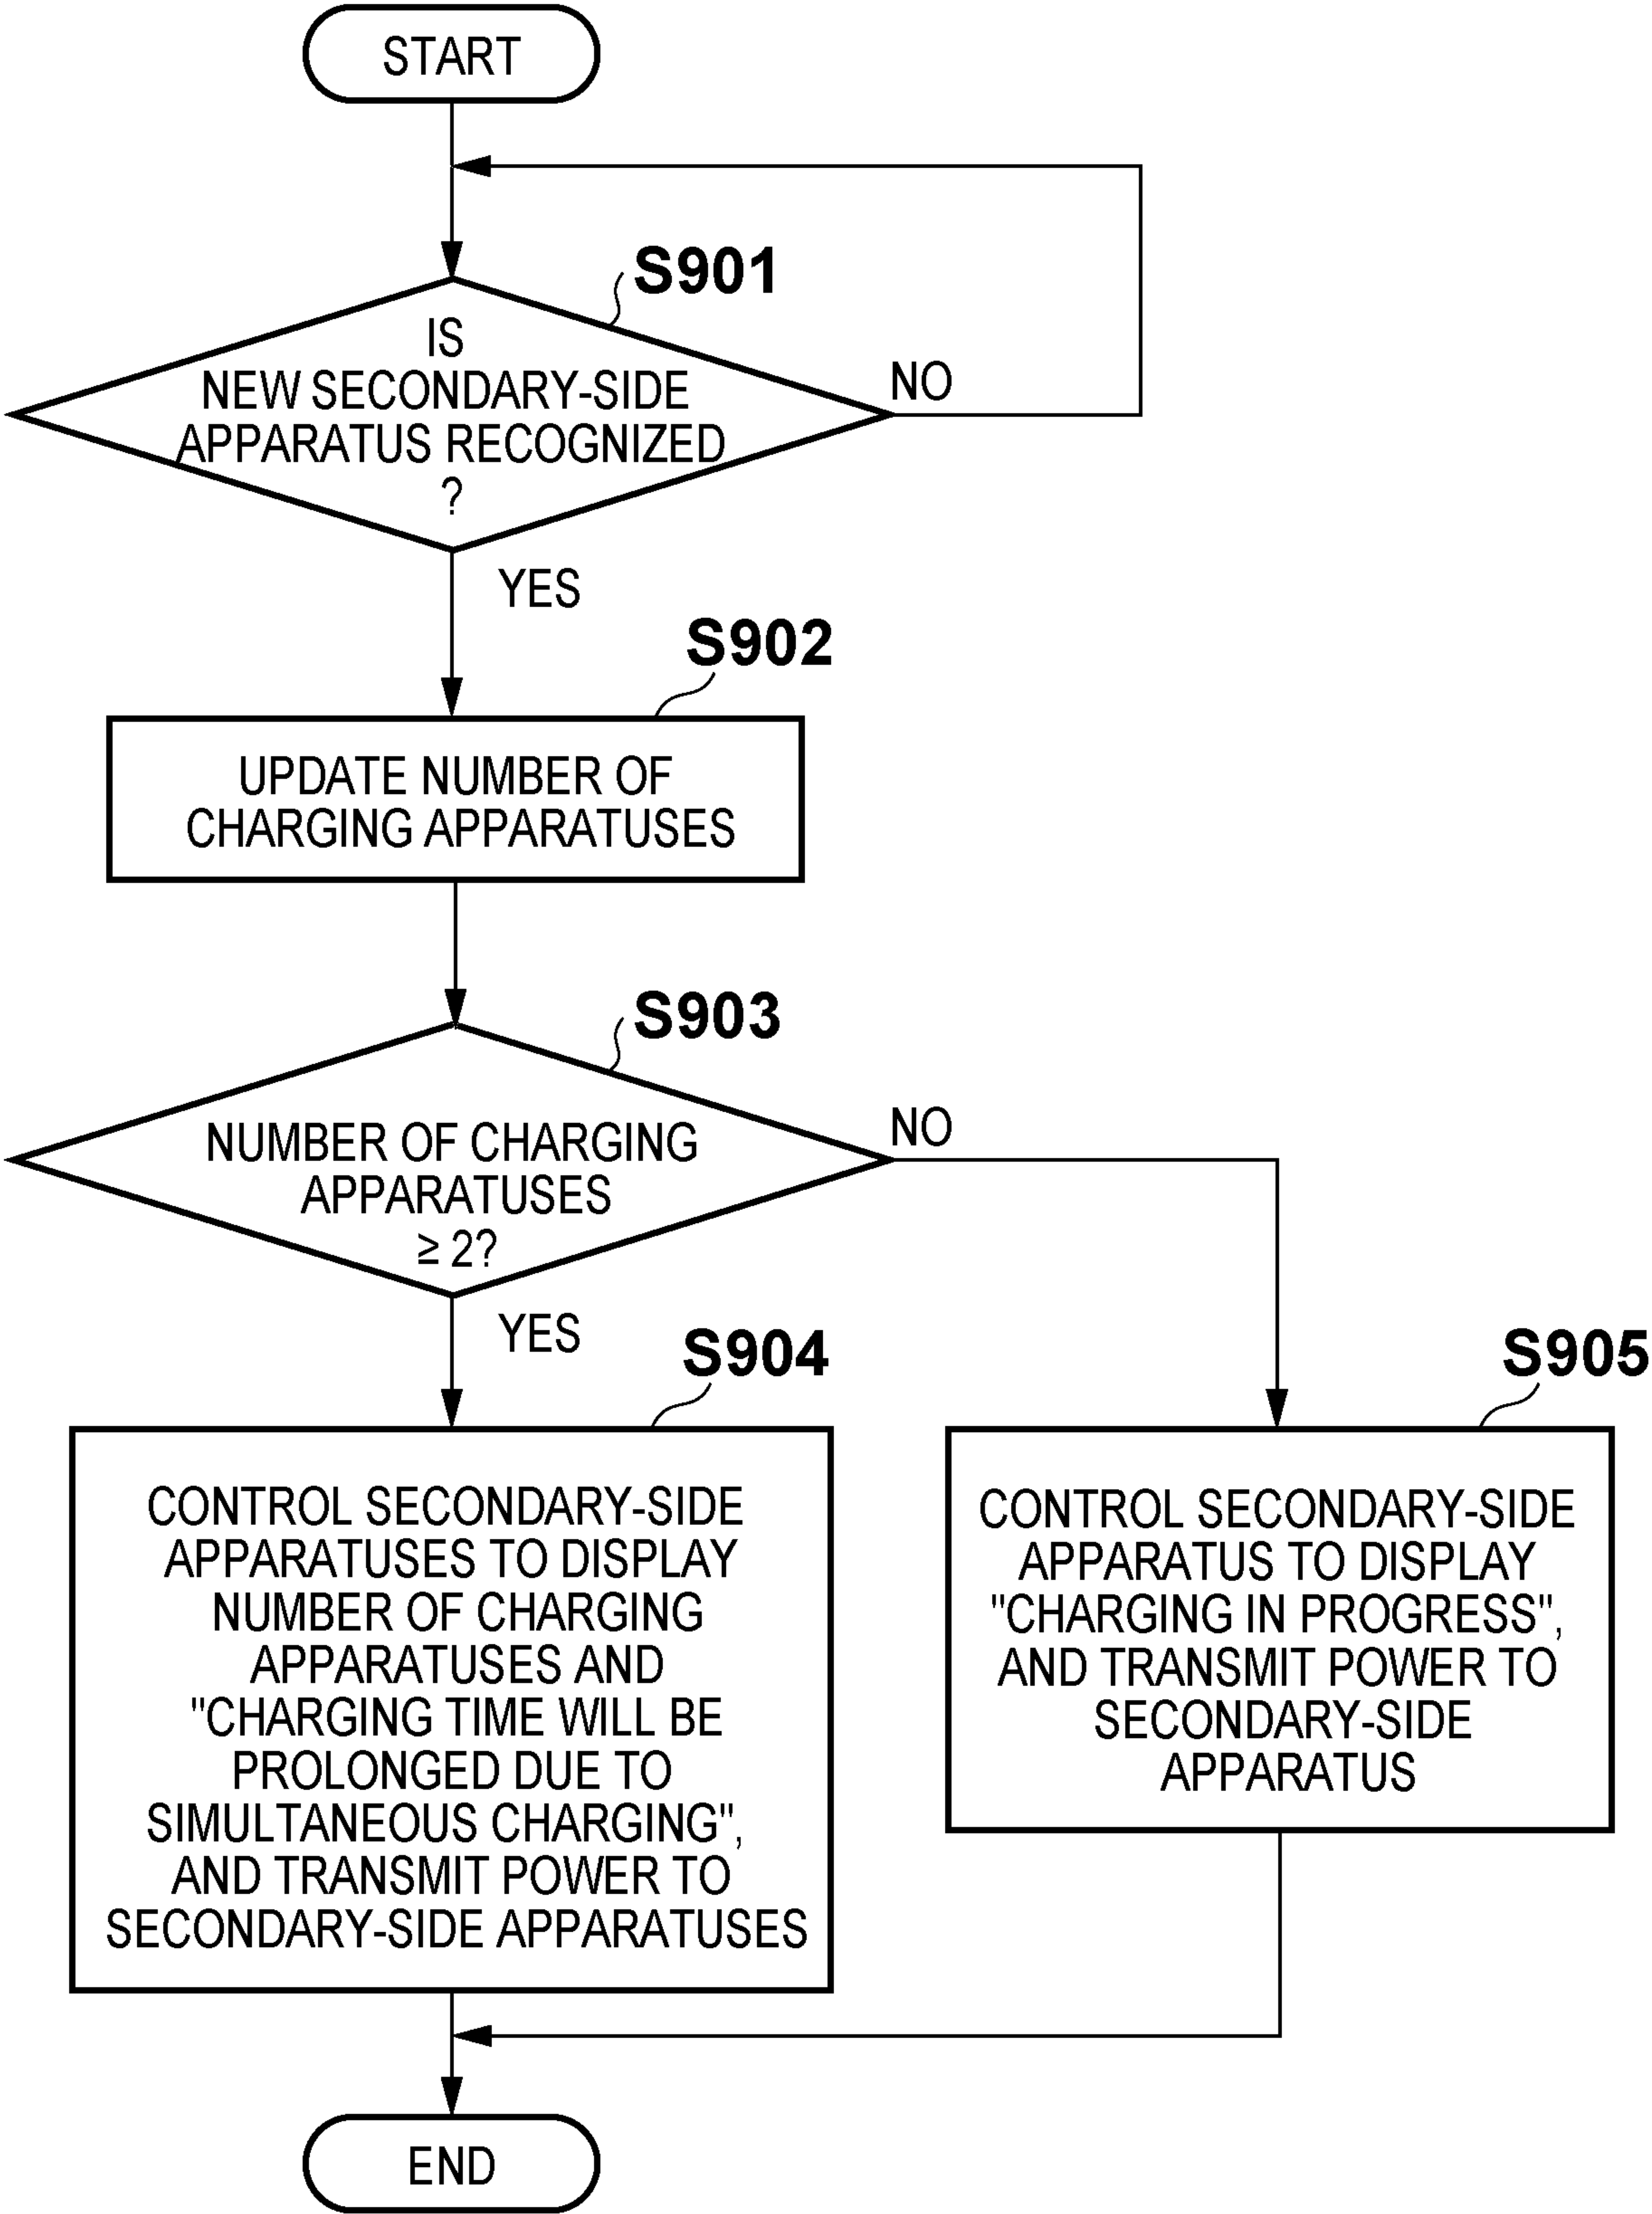 START
S901
IS
NEW SECONDARY-SIDE
APPARATUS RECOGNIZED
?
NO
YES
S902
UPDATE NUMBER OF
CHARGING APPARATUSES
S903
NUMBER OF CHARGING
APPARATUSES
≥ 2?
NO
YES
S904
CONTROL SECONDARY-SIDE
APPARATUSES TO DISPLAY
NUMBER OF CHARGING
APPARATUSES AND
"CHARGING TIME WILL BE
PROLONGED DUE TO
SIMULTANEOUS CHARGING",
AND TRANSMIT POWER TO
SECONDARY-SIDE APPARATUSES
S905
CONTROL SECONDARY-SIDE
APPARATUS TO DISPLAY
"CHARGING IN PROGRESS",
AND TRANSMIT POWER TO
SECONDARY-SIDE
APPARATUS
END